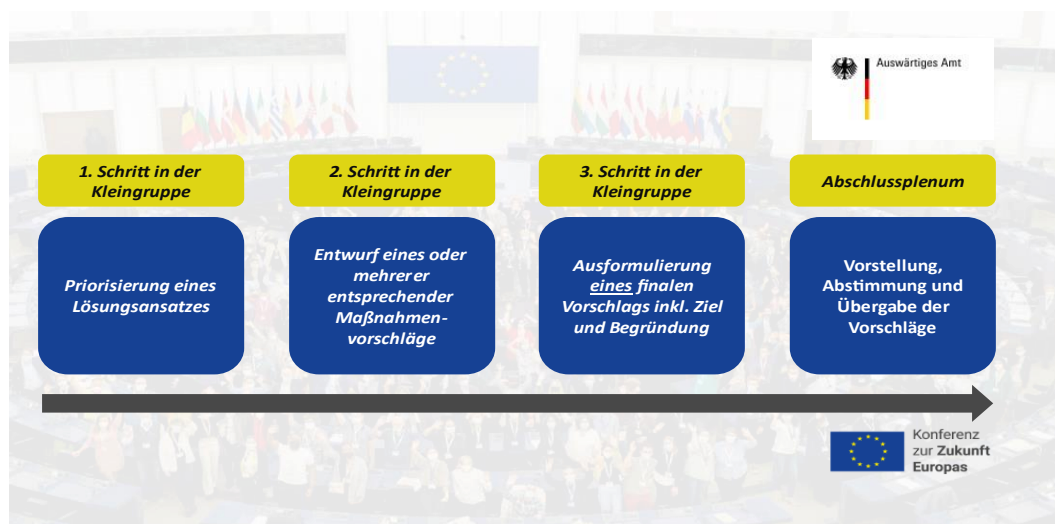 Auswärtiges Amt
1. Schritt in der
Kleingruppe
2. Schritt in der
Kleingruppe
3. Schritt in der
Kleingruppe
Abschlussplenum
Priorisierung eines
Lösungsansatzes
Entwurf eines oder
mehrerer
entsprechender
Maßnahmen-
vorschläge
Ausformulierung
eines finalen
Vorschlags inkl. Ziel
und Begründung
Vorstellung,
Abstimmung und
Übergabe der
Vorschläge
Konferenz
zur Zukunft
Europas